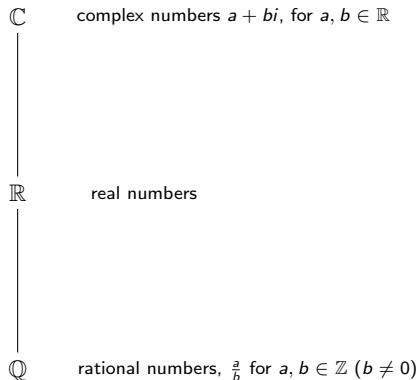 ℂ complex numbers a + bi, for a, b ∈ ℝ
ℝ real numbers
ℚ rational numbers, a/b for a, b ∈ ℤ (b ≠ 0)